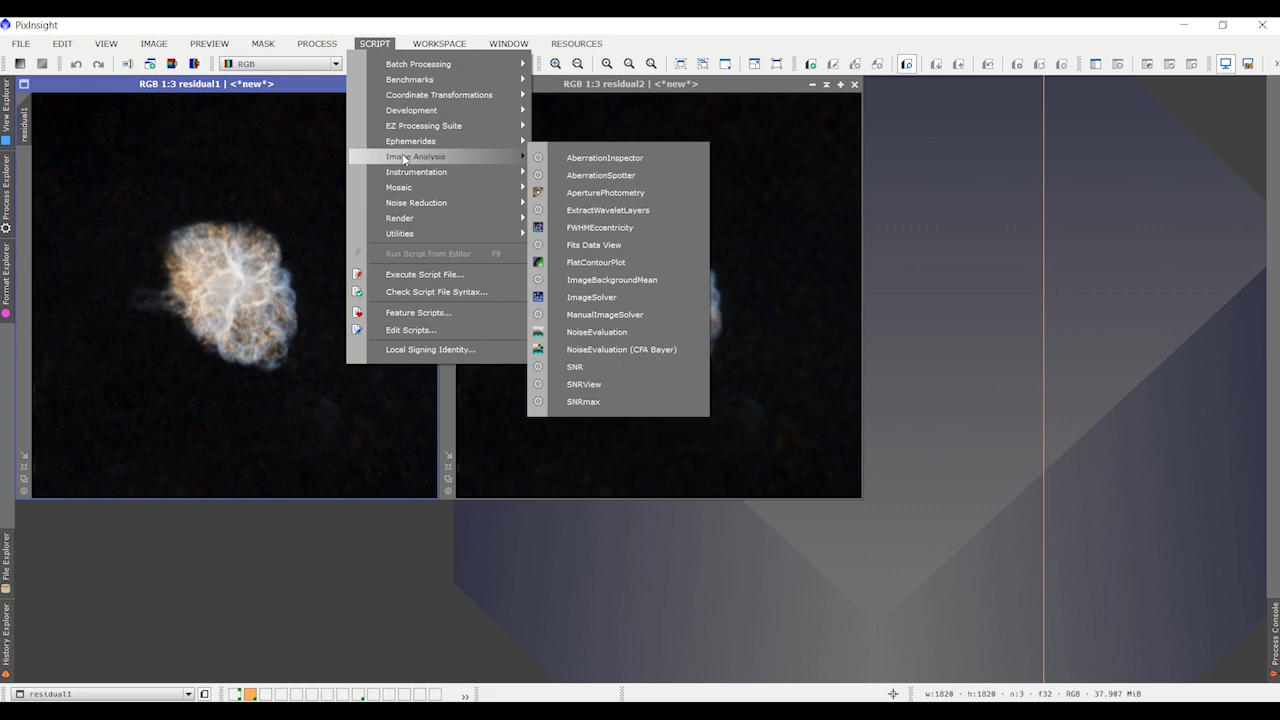 PixInsight
FILE EDIT VIEW IMAGE PREVIEW MASK PROCESS SCRIPT WORKSPACE WINDOW RESOURCES
RGB
RGB 1:3 residual1 | <*new*>
RGB 1:3 residual2 | <*new*>
residual1
View Explorer
Process Explorer
Format Explorer
File Explorer
History Explorer
Process Console
Batch Processing
Benchmarks
Coordinate Transformations
Development
EZ Processing Suite
Ephemerides
Image Analysis
Instrumentation
Mosaic
Noise Reduction
Render
Utilities
Run Script from Editor F9
Execute Script File...
Check Script File Syntax...
Feature Scripts...
Edit Scripts...
Local Signing Identity...
AberrationInspector
AberrationSpotter
AperturePhotometry
ExtractWaveletLayers
FWHMEccentricity
Fits Data View
FlatContourPlot
ImageBackgroundMean
ImageSolver
ManualImageSolver
NoiseEvaluation
NoiseEvaluation (CFA Bayer)
SNR
SNRView
SNRmax
residual1
w:1820 · h:1820 · n:3 · f32 · RGB · 37.907 MiB